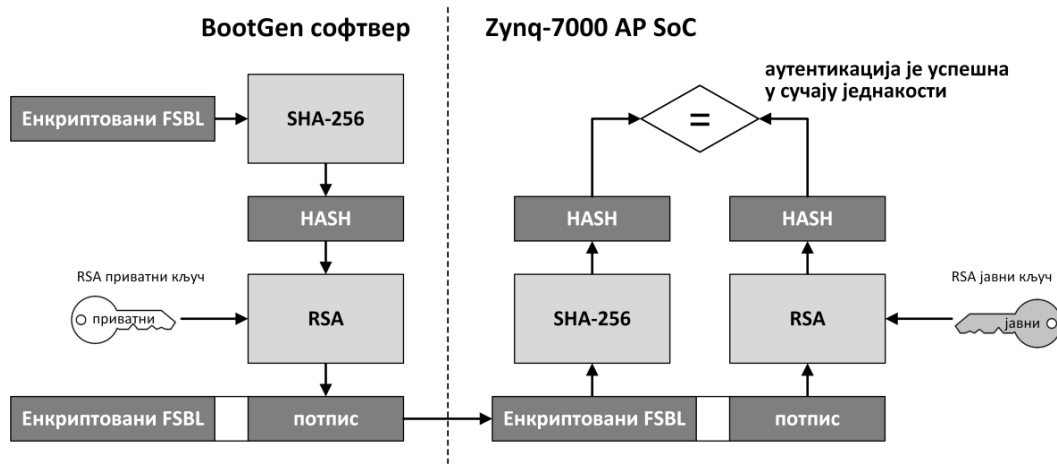 BootGen софтвер
Zynq-7000 AP SoC
аутентикација је успешна
у сучају једнакости
Енкриптовани FSBL
SHA-256
=
HASH
HASH
HASH
RSA приватни кључ
приватни
RSA
SHA-256
RSA
RSA јавни кључ
јавни
Енкриптовани FSBL
потпис
Енкриптовани FSBL
потпис